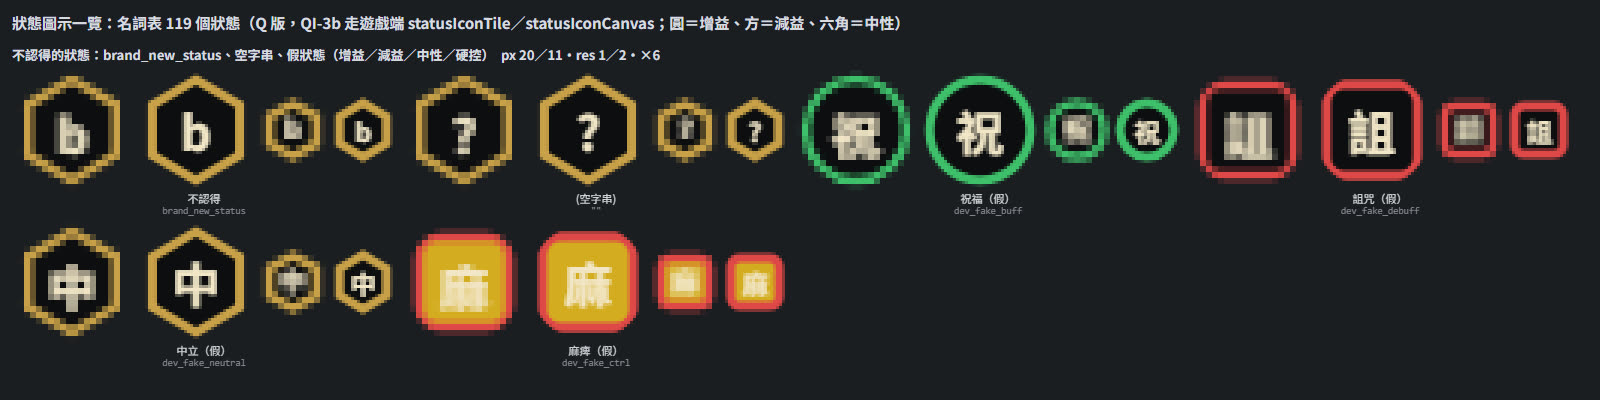 狀態圖示一覽：名詞表 119 個狀態（Q 版，QI-3b 走遊戲端 statusIconTile／statusIconCanvas；圓＝增益、方＝減益、六角＝中性）
不認得的狀態：brand_new_status、空字串、假狀態（增益／減益／中性／硬控） px 20／11・res 1／2・×6
b b b b ? ? ? ? 祝 祝 祝 詛 詛
不認得 (空字串) 祝福（假） 詛咒（假）
brand_new_status "" dev_fake_buff dev_fake_debuff
中 中 中 麻 麻 麻
中立（假） 麻痺（假）
dev_fake_neutral dev_fake_ctrl